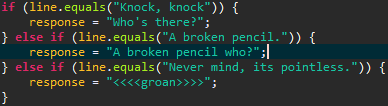 if (line.equals("Knock, knock")) {
    response = "Who's there?";
} else if (line.equals("A broken pencil.")) {
    response = "A broken pencil who?";
} else if (line.equals("Never mind, its pointless.")) {
    response = "<<<<groan>>>>";
}